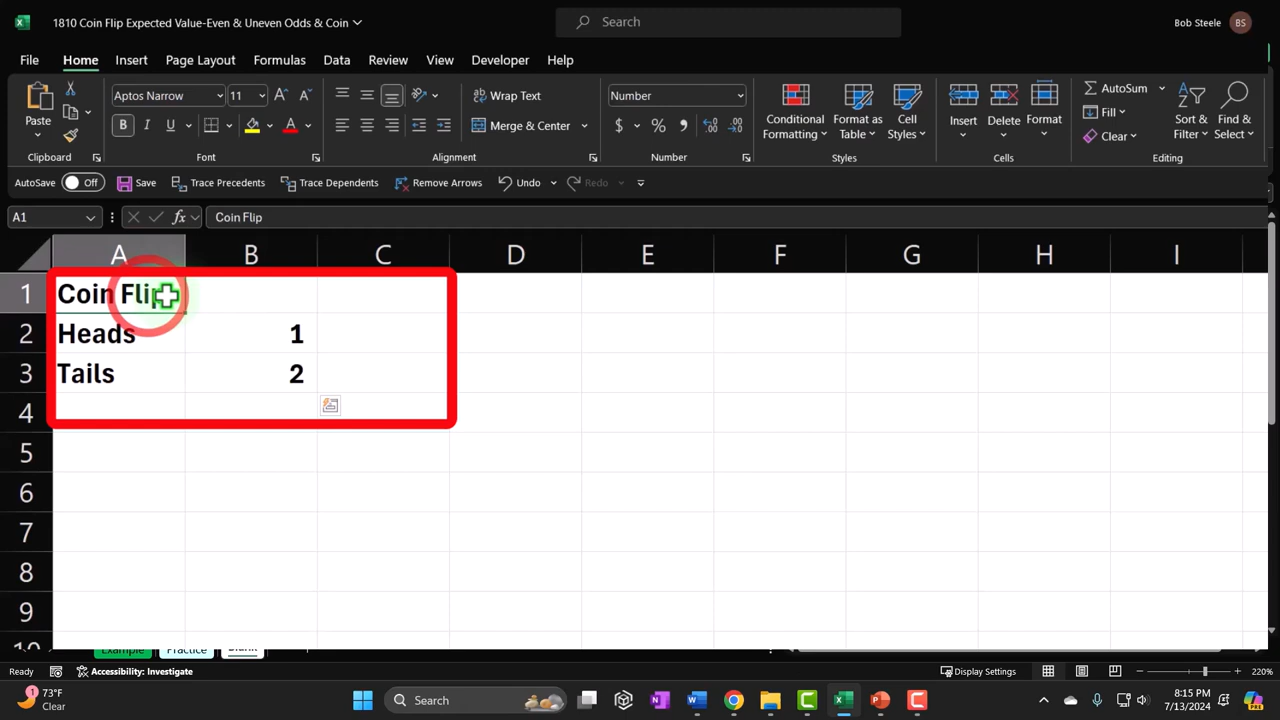 1810 Coin Flip Expected Value-Even & Uneven Odds & Coin
Search
Bob Steele
BS
File
Home
Insert
Page Layout
Formulas
Data
Review
View
Developer
Help
Paste
Clipboard
Aptos Narrow
11
B
I
U
A
Font
ab
Wrap Text
Merge & Center
Alignment
Number
$
%
Number
Conditional Formatting
Format as Table
Cell Styles
Styles
Insert
Delete
Format
Cells
AutoSum
Fill
Clear
Sort & Filter
Find & Select
Editing
AutoSave
Off
Save
Trace Precedents
Trace Dependents
Remove Arrows
Undo
Redo
A1
fx
Coin Flip
A B C D E F G H I
1 Coin Flip
2 Heads 1
3 Tails 2
4
5
6
7
8
9
10
Example
Practice
Blank
Ready
Accessibility: Investigate
Display Settings
220%
73°F
Clear
Search
8:15 PM
7/13/2024